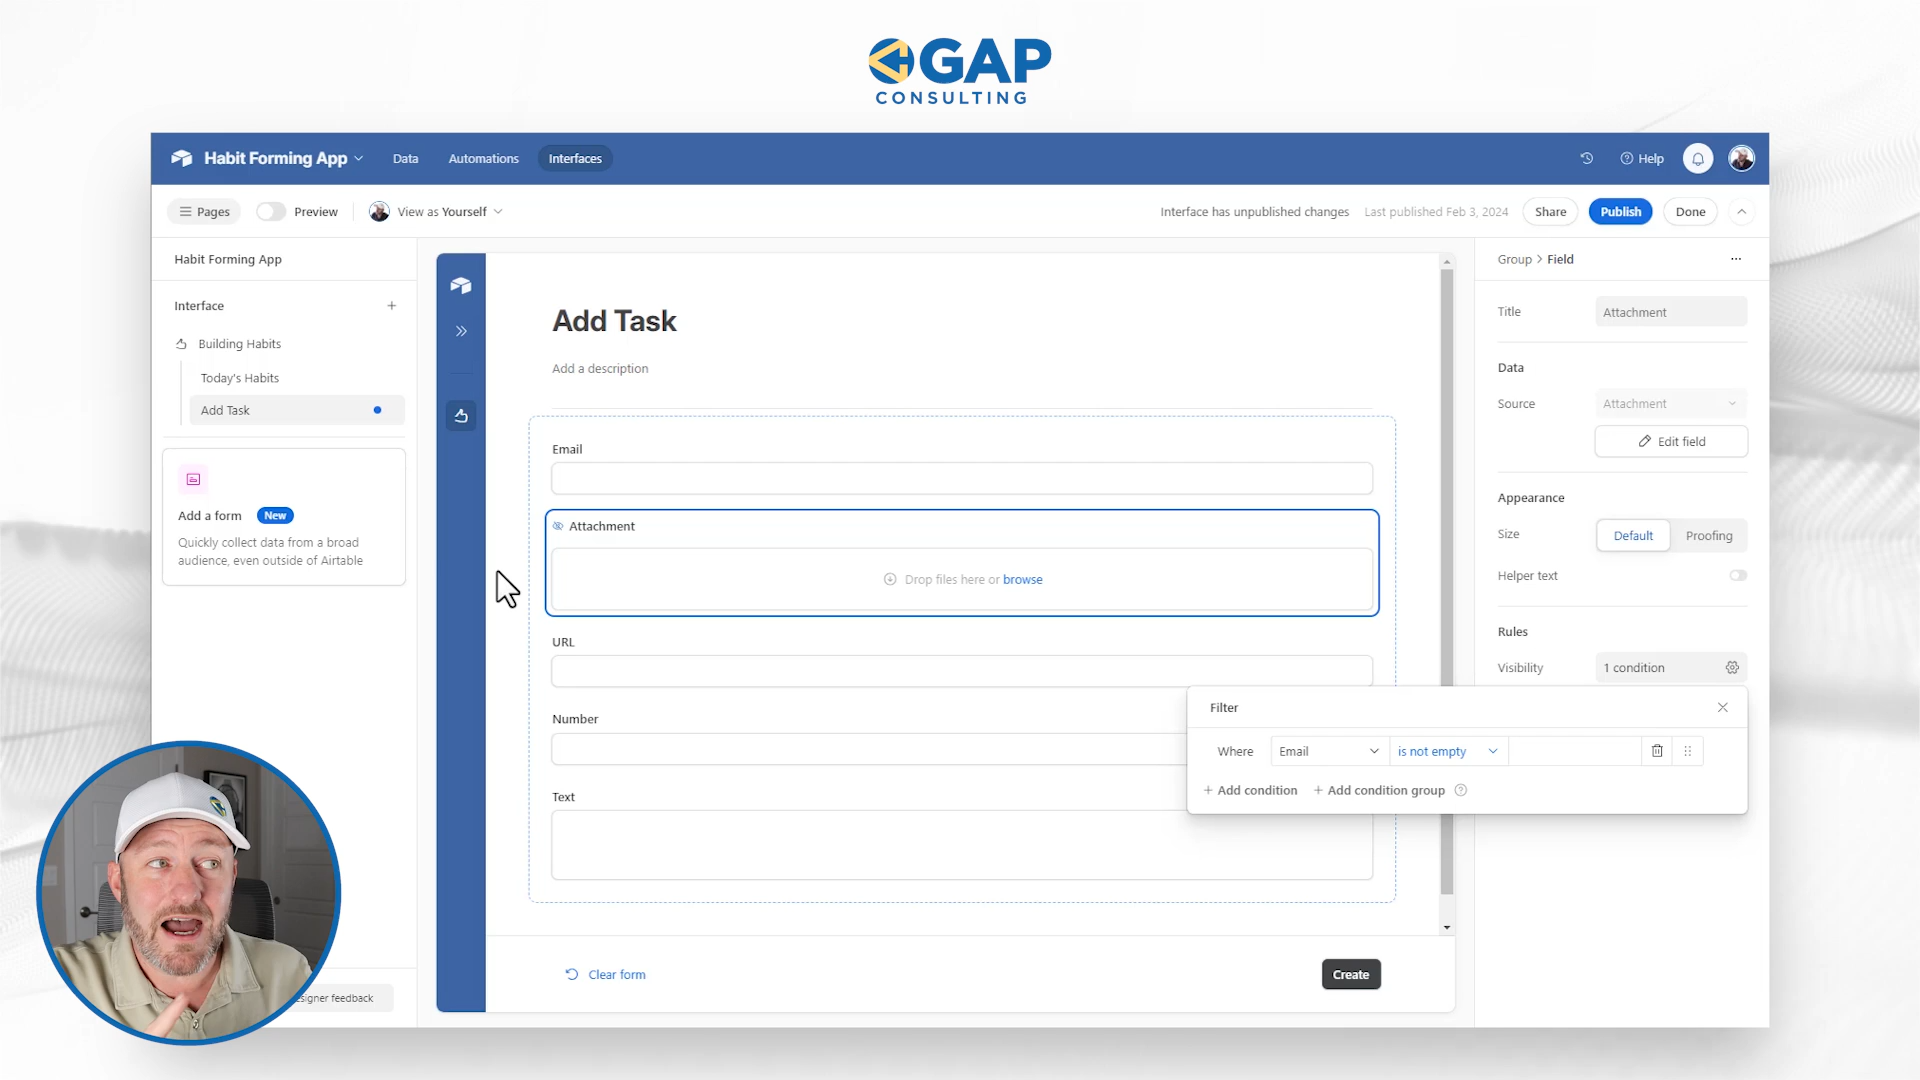 GAP
CONSULTING
Habit Forming App
Data
Automations
Interfaces
Help
Pages
Preview
View as Yourself
Interface has unpublished changes
Last published Feb 3, 2024
Share
Publish
Done
Habit Forming App
Interface
Building Habits
Today's Habits
Add Task
Add a form
New
Quickly collect data from a broad
audience, even outside of Airtable
Add Task
Add a description
Email
Attachment
Drop files here or browse
URL
Number
Text
Clear form
Create
Group > Field
Title
Attachment
Data
Source
Attachment
Edit field
Appearance
Size
Default
Proofing
Helper text
Rules
Visibility
1 condition
Filter
Where
Email
is not empty
+ Add condition
+ Add condition group
feedback